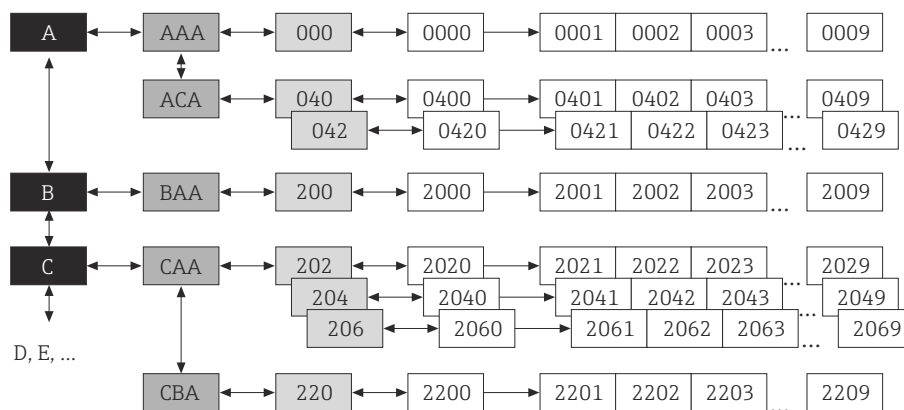 A AAA 000 0000 0001 0002 0003 ... 0009
ACA 040 0400 0401 0402 0403 ... 0409
042 0420 0421 0422 0423 ... 0429
B BAA 200 2000 2001 2002 2003 ... 2009
C CAA 202 2020 2021 2022 2023 ... 2029
204 2040 2041 2042 2043 ... 2049
206 2060 2061 2062 2063 ... 2069
D, E, ...
CBA 220 2200 2201 2202 2203 ... 2209